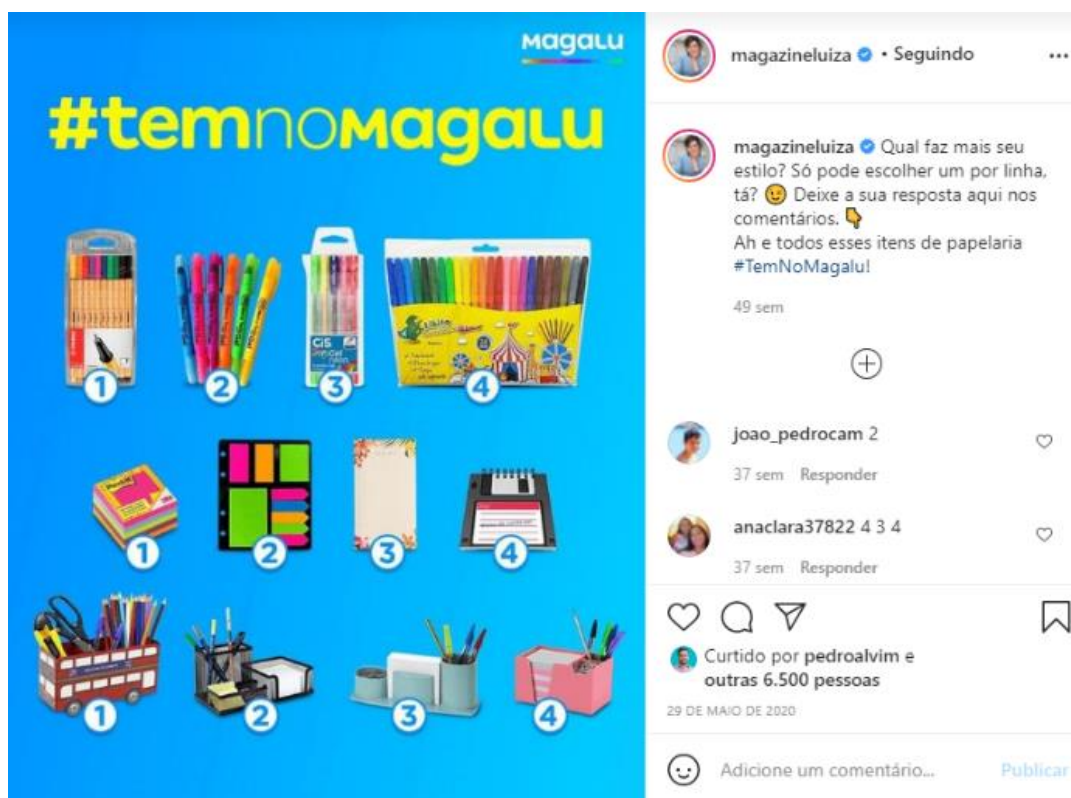 Magalu
#temnoMagalu
1
2
CiS
3
4
Post-it
1
2
3
4
1
2
3
4
magazineluiza • Seguindo
...
magazineluiza Qual faz mais seu
estilo? Só pode escolher um por linha,
tá? 😉 Deixe a sua resposta aqui nos
comentários. 👇
Ah e todos esses itens de papelaria
#TemNoMagalu!
49 sem
joao_pedrocam 2
37 sem Responder
anaclara37822 4 3 4
37 sem Responder
Curtido por pedroalvim e
outras 6.500 pessoas
29 DE MAIO DE 2020
Adicione um comentário... Publicar